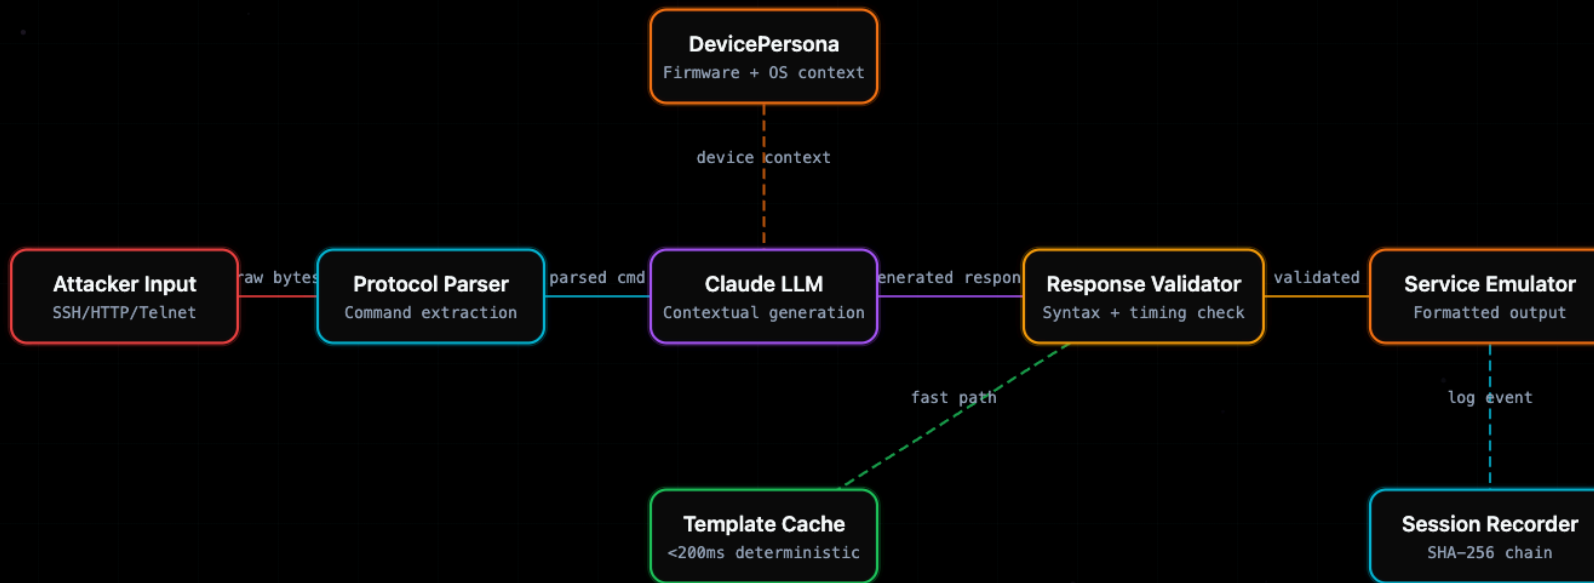 DevicePersona
Firmware + OS context
device context
Attacker Input
SSH/HTTP/Telnet
raw bytes
Protocol Parser
Command extraction
parsed cmd
Claude LLM
Contextual generation
enerated respon
Response Validator
Syntax + timing check
validated
Service Emulator
Formatted output
fast path
log event
Template Cache
<200ms deterministic
Session Recorder
SHA-256 chain